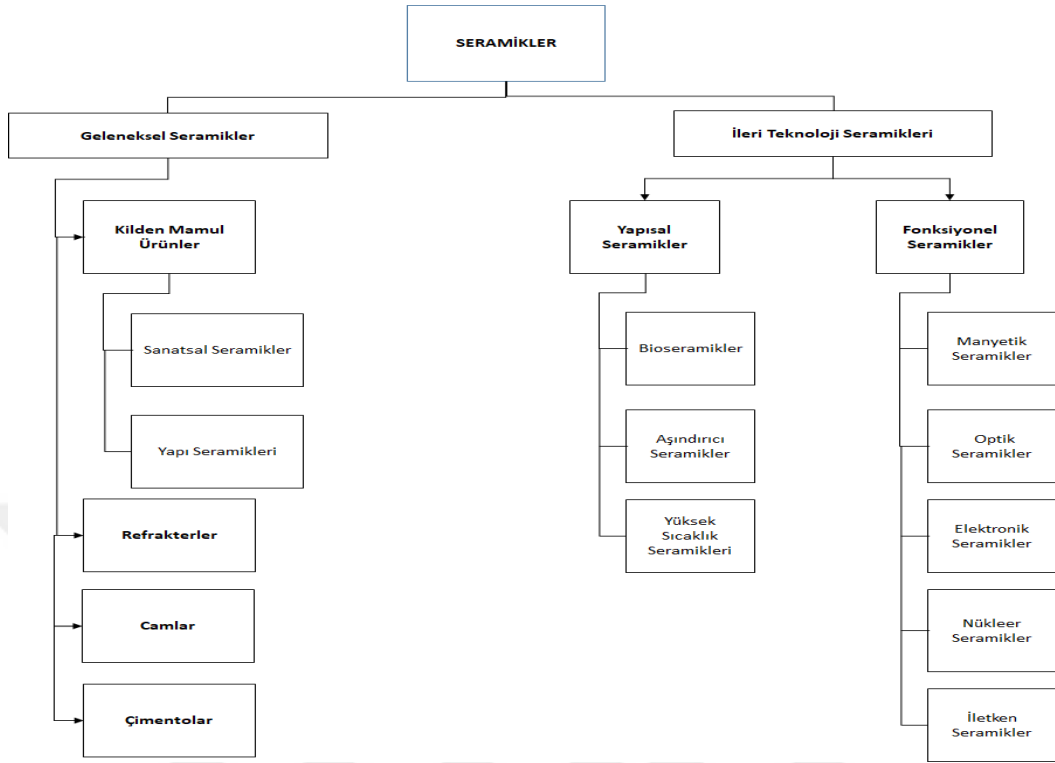 SERAMİKLER
Geleneksel Seramikler
İleri Teknoloji Seramikleri
Kilden Mamul
Ürünler
Sanatsal Seramikler
Yapı Seramikleri
Refrakterler
Camlar
Çimentolar
Yapısal
Seramikler
Bioseramikler
Aşındırıcı
Seramikler
Yüksek
Sıcaklık
Seramikleri
Fonksiyonel
Seramikler
Manyetik
Seramikler
Optik
Seramikler
Elektronik
Seramikler
Nükleer
Seramikler
İletken
Seramikler